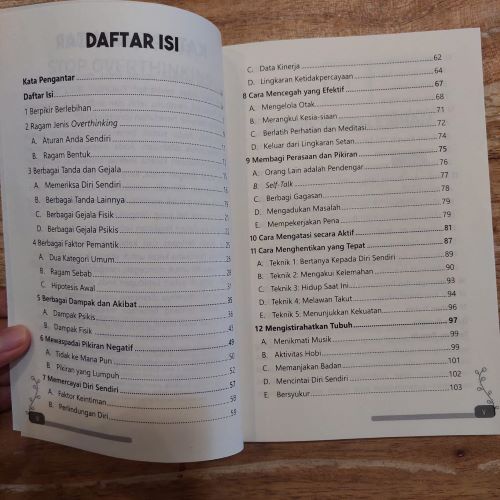 DAFTAR ISI
Kata Pengantar
Daftar Isi
1 Berpikir Berlebihan
2 Ragam Jenis Overthinking
A. Aturan Anda Sendiri
B. Ragam Bentuk
3 Berbagai Tanda dan Gejala
A. Memeriksa Diri Sendiri
B. Berbagai Tanda Lainnya
C. Berbagai Gejala Fisik
D. Berbagai Gejala Psikis
4 Berbagai Faktor Pemantik
A. Dua Kategori Umum
B. Ragam Sebab
C. Hipotesis Awal
5 Berbagai Dampak dan Akibat
A. Dampak Psikis
B. Dampak Fisik
6 Mewaspadai Pikiran Negatif 49
A. Tidak ke Mana Pun 50
B. Pikiran yang Lumpuh 52
7 Memercayai Diri Sendiri 57
A. Faktor Keintiman 59
B. Perlindungan Diri 59
v
C. Data Kinerja 62
D. Lingkaran Ketidakpercayaan 64
8 Cara Mencegah yang Efektif 67
A. Mengelola Otak 68
B. Merangkul Kesia-siaan 71
C. Berlatih Perhatian dan Meditasi 72
D. Keluar dari Lingkaran Setan 74
9 Membagi Perasaan dan Pikiran 75
A. Orang Lain adalah Pendengar 76
B. Self-Talk 77
C. Berbagi Gagasan 78
D. Mengadukan Masalah 79
E. Mempekerjakan Pena 79
10 Cara Mengatasi secara Aktif 81
11 Cara Menghentikan yang Tepat 87
A. Teknik 1: Bertanya Kepada Diri Sendiri 89
B. Teknik 2: Mengakui Kelemahan 90
C. Teknik 3: Hidup Saat Ini 93
D. Teknik 4: Melawan Takut 94
E. Teknik 5: Menunjukkan Kekuatan 96
12 Mengistirahatkan Tubuh 97
A. Menikmati Musik 99
B. Aktivitas Hobi 99
C. Memanjakan Badan 101
D. Mencintai Diri Sendiri 102
E. Bersyukur 103
v